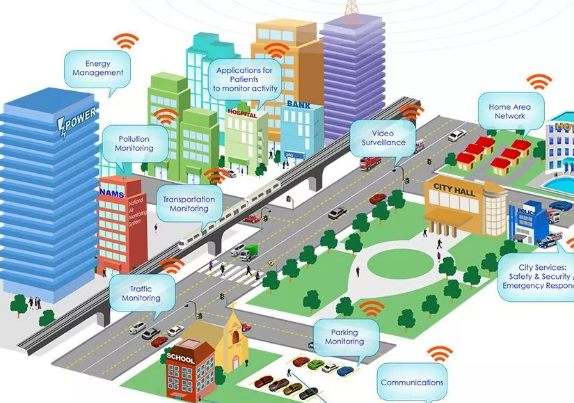 Energy
Management
POWER
Applications for
Patients
to monitor activity
HOSPITAL
BANK
Home Area
Network
Pollution
Monitoring
Video
Surveillance
NAMS
National
Air
Monitoring
Transportation
Monitoring
CITY HALL
POLICE
City Services:
Safety & Security /
Emergency Respon
Traffic
Monitoring
Parking
Monitoring
SCHOOL
Communications